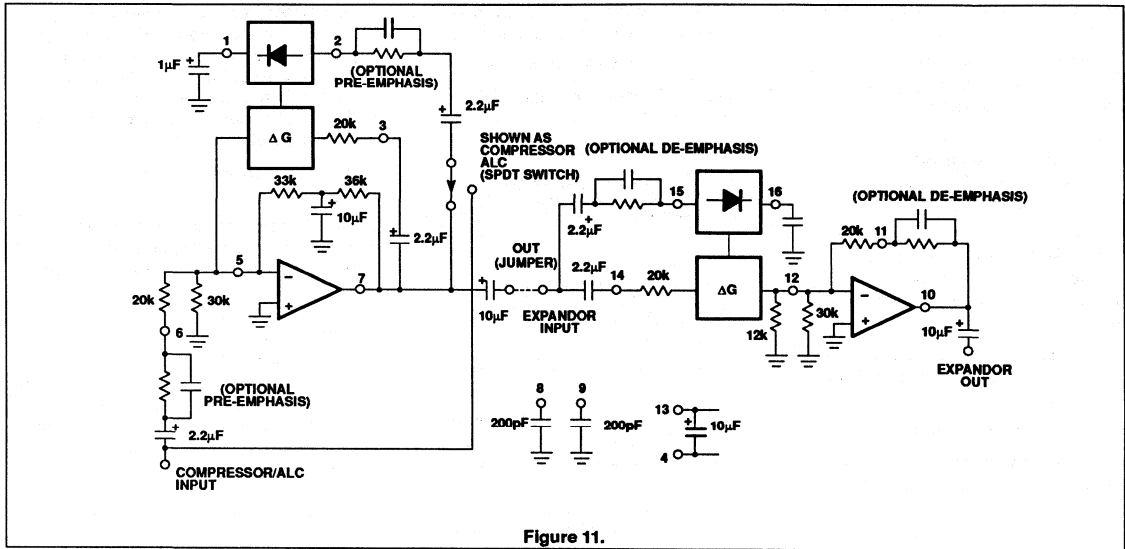 1
2
1µF
+
(OPTIONAL
PRE-EMPHASIS)
+
2.2µF
Δ G
20k
3
SHOWN AS
COMPRESSOR
ALC
(SPDT SWITCH)
(OPTIONAL DE-EMPHASIS)
33k
36k
+
10µF
+
2.2µF
15
16
+
2.2µF
(OPTIONAL DE-EMPHASIS)
20k
11
OUT
(JUMPER)
2.2µF
14
20k
ΔG
12
5
−
+
7
20k
30k
6
+
10µF
EXPANDOR
INPUT
+
12k
30k
−
+
10
10µF
+
EXPANDOR
OUT
(OPTIONAL
PRE-EMPHASIS)
+
2.2µF
COMPRESSOR/ALC
INPUT
8
200pF
9
200pF
13
+
10µF
4
Figure 11.